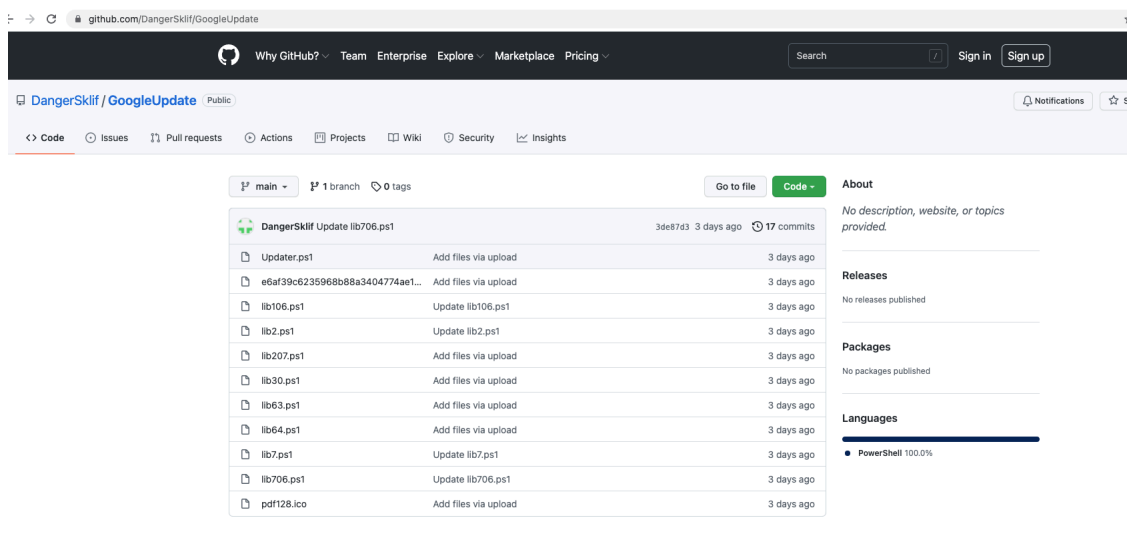 github.com/DangerSklif/GoogleUpdate
Why GitHub? Team Enterprise Explore Marketplace Pricing Search / Sign in Sign up
DangerSklif / GoogleUpdate Public Notifications
<> Code Issues Pull requests Actions Projects Wiki Security Insights
main 1 branch 0 tags Go to file Code About
No description, website, or topics
provided.
DangerSklif Update lib706.ps1 3de87d3 3 days ago 17 commits
Updater.ps1 Add files via upload 3 days ago
e6af39c6235968b88a3404774ae1... Add files via upload 3 days ago
Releases
No releases published
lib106.ps1 Update lib106.ps1 3 days ago
lib2.ps1 Update lib2.ps1 3 days ago
lib207.ps1 Add files via upload 3 days ago
Packages
No packages published
lib30.ps1 Add files via upload 3 days ago
lib63.ps1 Add files via upload 3 days ago
lib64.ps1 Add files via upload 3 days ago
Languages
PowerShell 100.0%
lib7.ps1 Update lib7.ps1 3 days ago
lib706.ps1 Update lib706.ps1 3 days ago
pdf128.ico Add files via upload 3 days ago